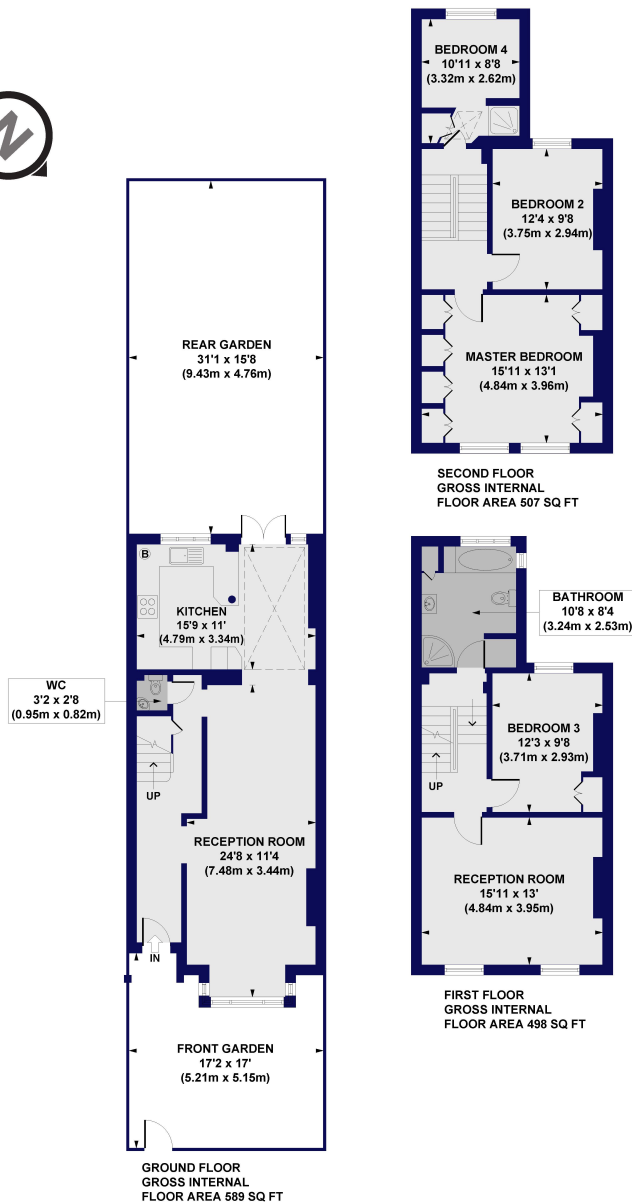 N
REAR GARDEN
31'1 x 15'8
(9.43m x 4.76m)
B
KITCHEN
15'9 x 11'
(4.79m x 3.34m)
WC
3'2 x 2'8
(0.95m x 0.82m)
UP
RECEPTION ROOM
24'8 x 11'4
(7.48m x 3.44m)
IN
FRONT GARDEN
17'2 x 17'
(5.21m x 5.15m)
GROUND FLOOR
GROSS INTERNAL
FLOOR AREA 589 SQ FT
BEDROOM 4
10'11 x 8'8
(3.32m x 2.62m)
BEDROOM 2
12'4 x 9'8
(3.75m x 2.94m)
MASTER BEDROOM
15'11 x 13'1
(4.84m x 3.96m)
SECOND FLOOR
GROSS INTERNAL
FLOOR AREA 507 SQ FT
BATHROOM
10'8 x 8'4
(3.24m x 2.53m)
BEDROOM 3
12'3 x 9'8
(3.71m x 2.93m)
UP
RECEPTION ROOM
15'11 x 13'
(4.84m x 3.95m)
FIRST FLOOR
GROSS INTERNAL
FLOOR AREA 498 SQ FT